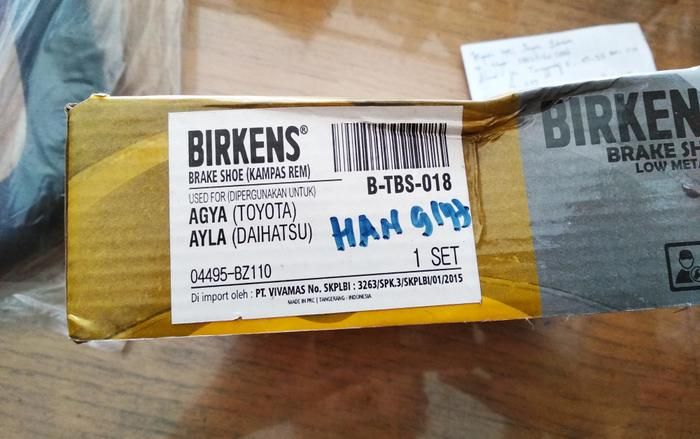 BIRKENS®
BRAKE SHOE (KAMPAS REM)
B-TBS-018
USED FOR (DIPERGUNAKAN UNTUK)
AGYA (TOYOTA)
AYLA (DAIHATSU)
HAN
1 SET
04495-BZ110
Di import oleh : PT. VIVAMAS No. SKPLBI : 3263/SPK.3/SKPLBI/01/2015
MADE IN PRC | TANGERANG - INDONESIA
BIRKEN
BRAKE SH
LOW META